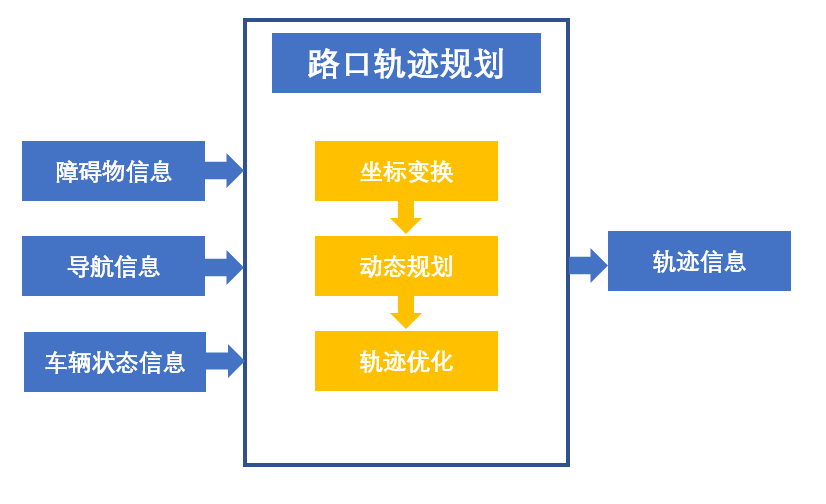 路口轨迹规划
障碍物信息
坐标变换
导航信息
动态规划
轨迹信息
车辆状态信息
轨迹优化